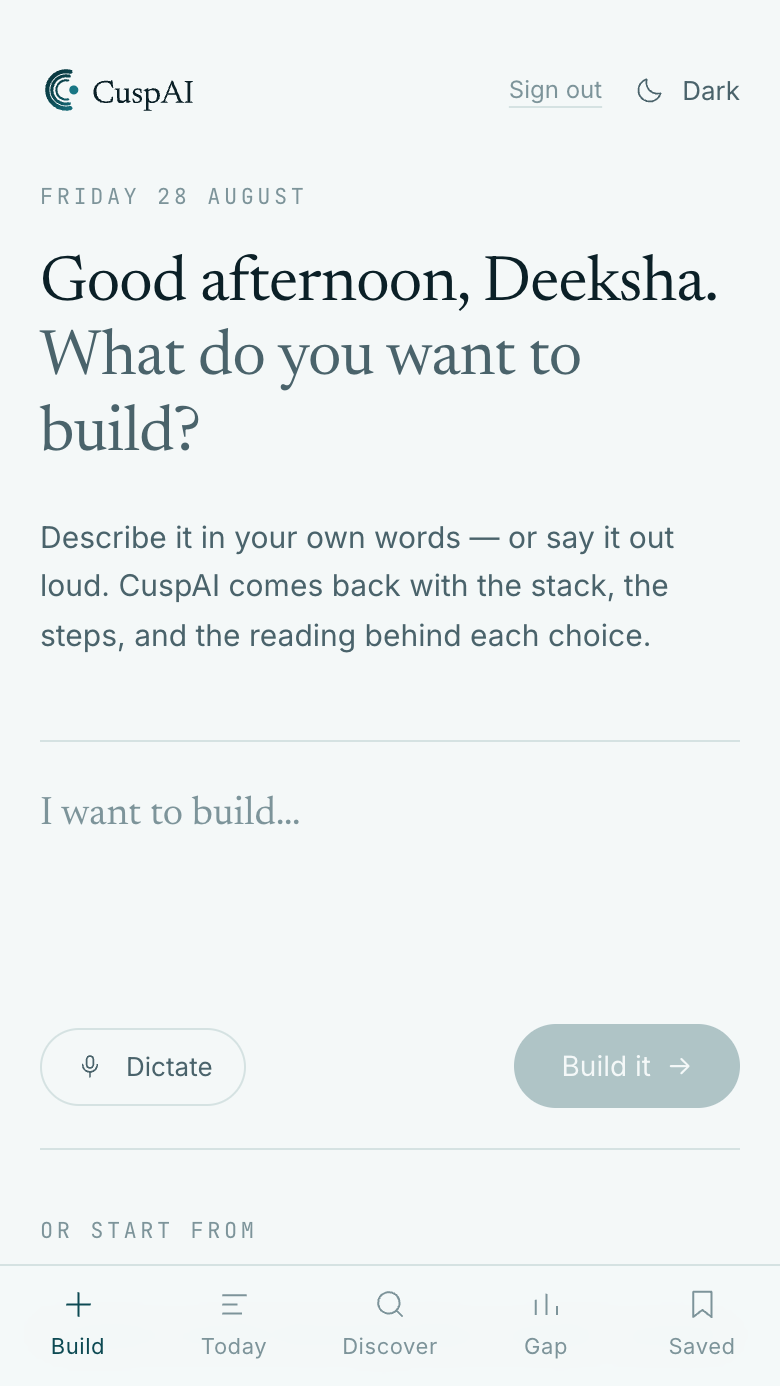 CuspAI
Sign out
Dark
FRIDAY 28 AUGUST
Good afternoon, Deeksha.
What do you want to
build?
Describe it in your own words — or say it out
loud. CuspAI comes back with the stack, the
steps, and the reading behind each choice.
I want to build...
Dictate
Build it →
OR START FROM
Build
Today
Discover
Gap
Saved